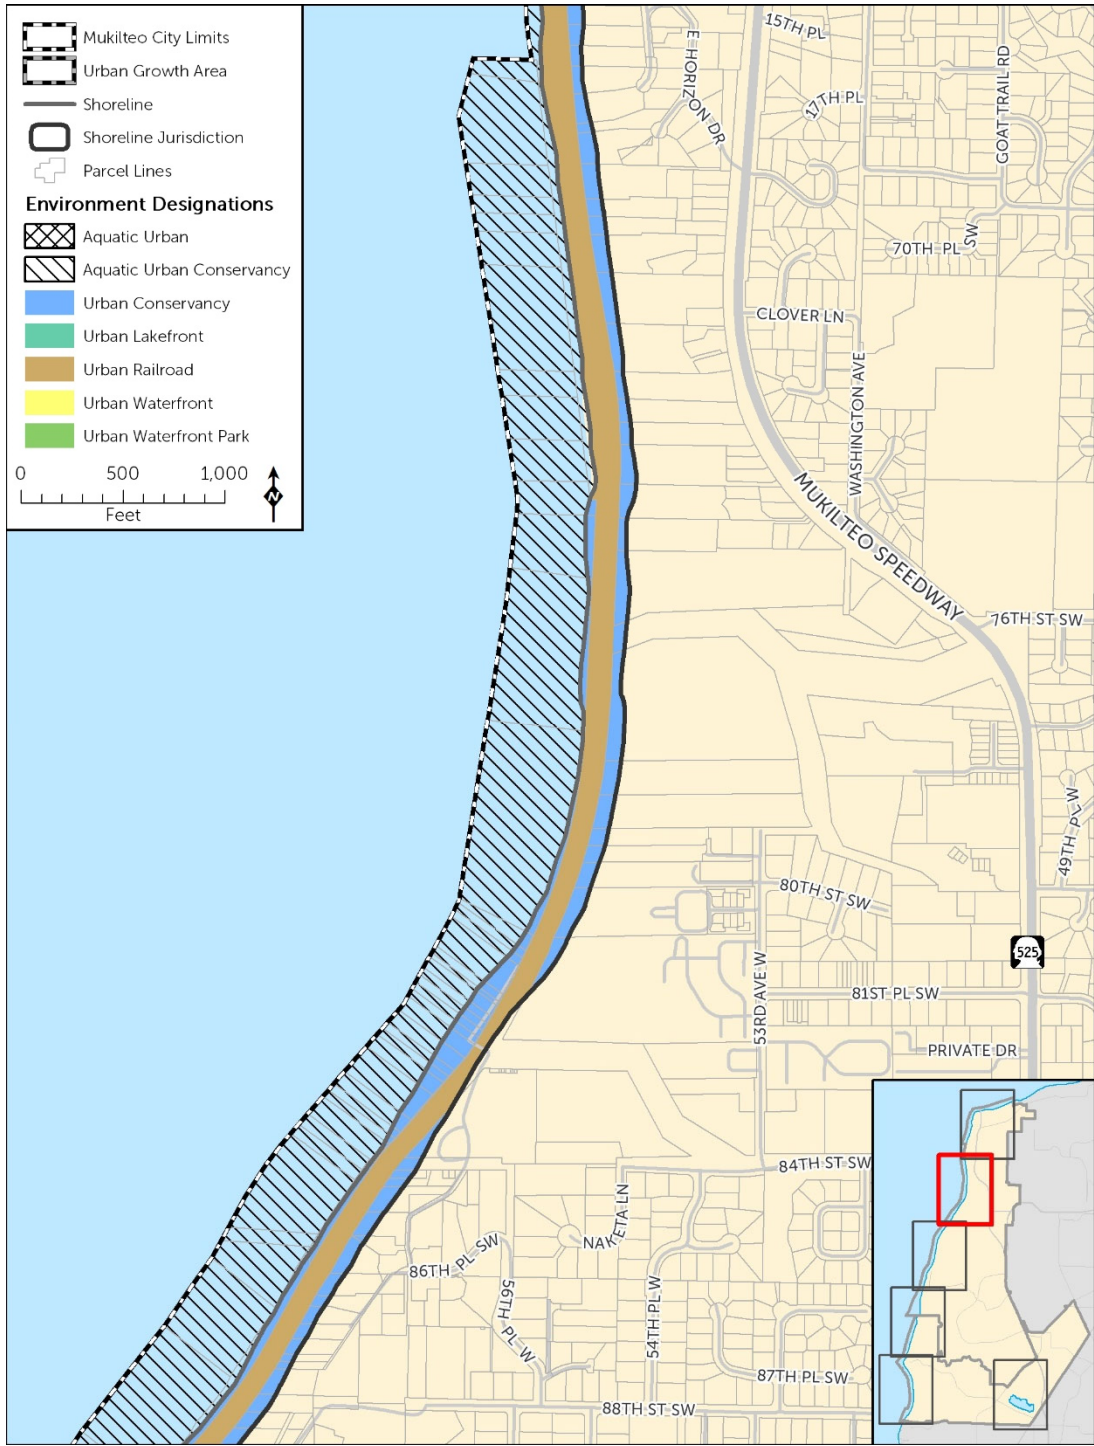 Mukilteo City Limits
Urban Growth Area
Shoreline
Shoreline Jurisdiction
Parcel Lines
Environment Designations
Aquatic Urban
Aquatic Urban Conservancy
Urban Conservancy
Urban Lakefront
Urban Railroad
Urban Waterfront
Urban Waterfront Park
0 500 1,000
Feet
N
15TH PL
E HORIZON DR
17TH PL
GOAT TRAIL RD
70TH PL SW
CLOVER LN
WASHINGTON AVE
MUKILTEO SPEEDWAY
76TH ST SW
49TH PL W
80TH ST SW
525
53RD AVE W
81ST PL SW
PRIVATE DR
84TH ST SW
NAKETA LN
86TH PL SW
56TH PL W
54TH PL W
87TH PL SW
88TH ST SW